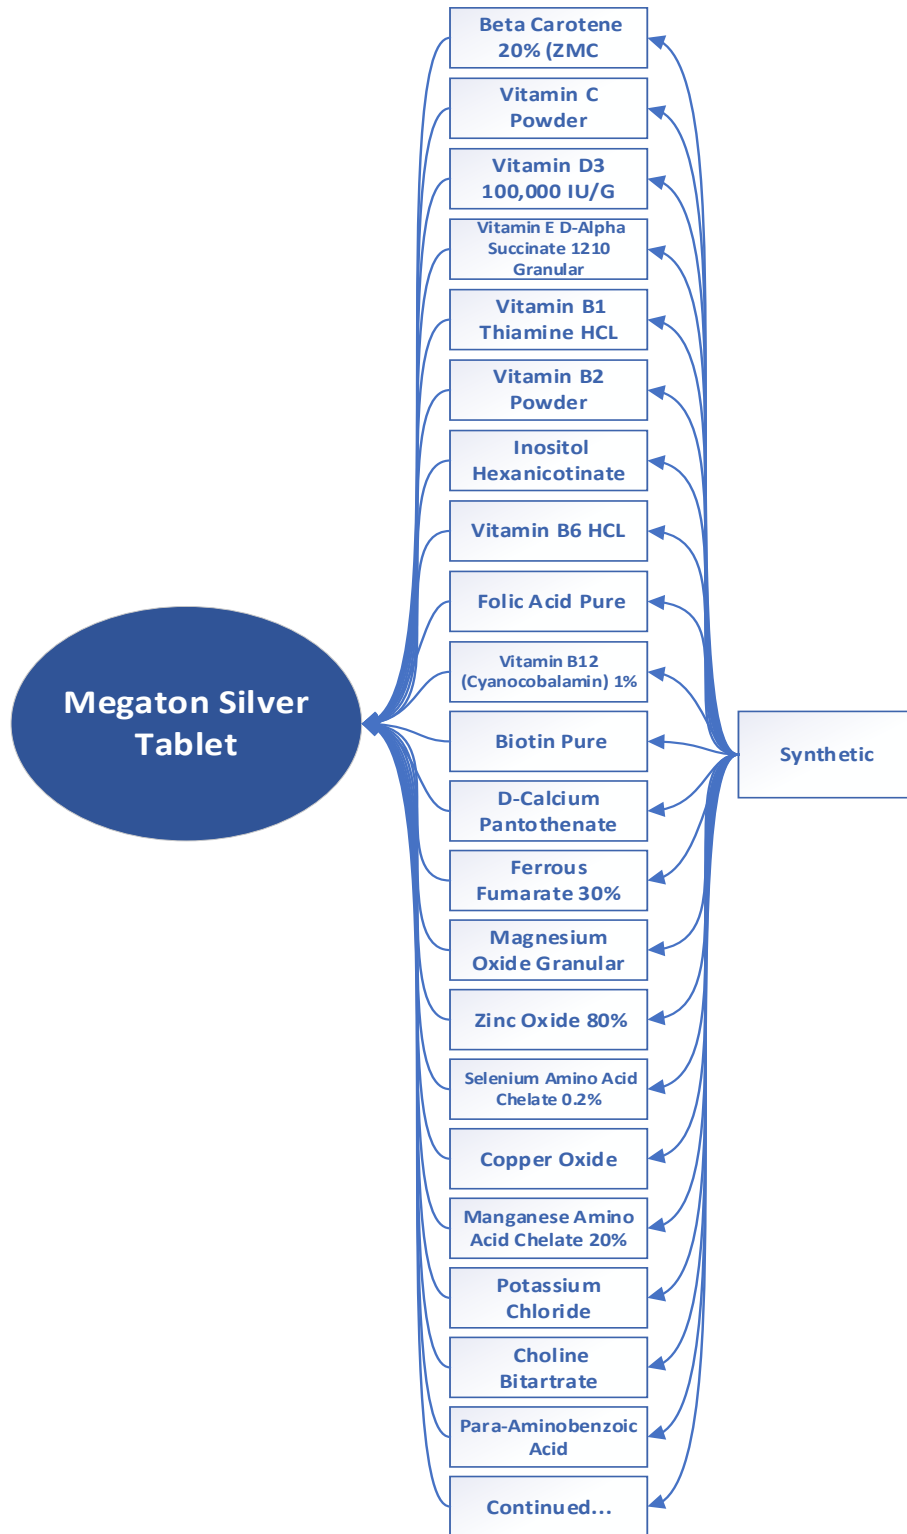 Beta Carotene
20% (ZMC
Vitamin C
Powder
Vitamin D3
100,000 IU/G
Vitamin E D-Alpha
Succinate 1210
Granular
Vitamin B1
Thiamine HCL
Vitamin B2
Powder
Inositol
Hexanicotinate
Vitamin B6 HCL
Folic Acid Pure
Vitamin B12
(Cyanocobalamin) 1%
Megaton Silver
Tablet
Biotin Pure
Synthetic
D-Calcium
Pantothenate
Ferrous
Fumarate 30%
Magnesium
Oxide Granular
Zinc Oxide 80%
Selenium Amino Acid
Chelate 0.2%
Copper Oxide
Manganese Amino
Acid Chelate 20%
Potassium
Chloride
Choline
Bitartrate
Para-Aminobenzoic
Acid
Continued...